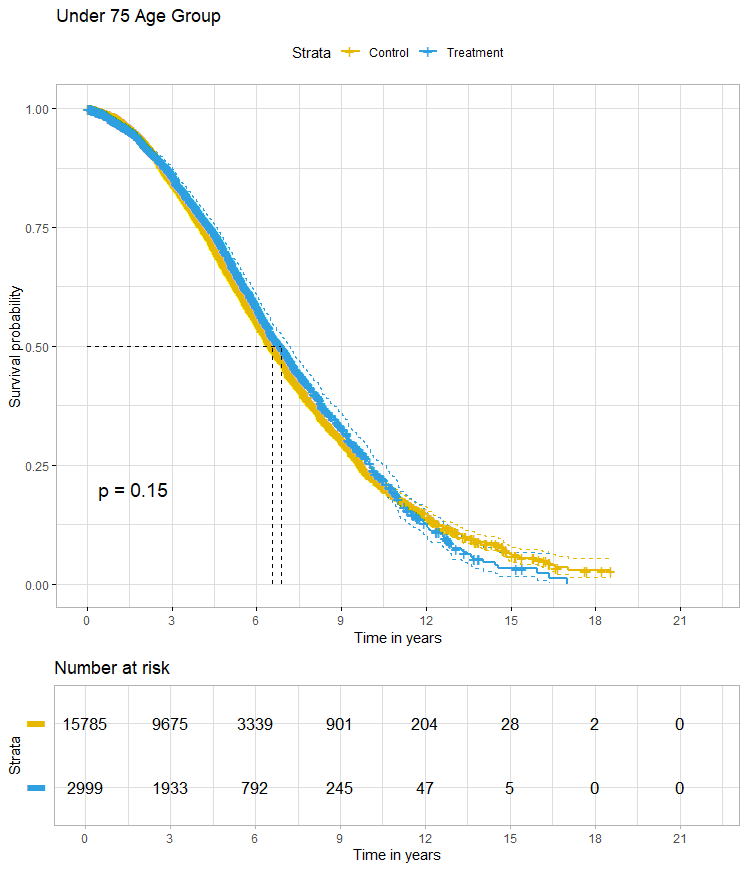 Under 75 Age Group
Strata Control Treatment
1.00
0.75
0.50
0.25
0.00
Survival probability
p = 0.15
0 3 6 9 12 15 18 21
Time in years
Number at risk
Strata
15785 9675 3339 901 204 28 2 0
2999 1933 792 245 47 5 0 0
0 3 6 9 12 15 18 21
Time in years